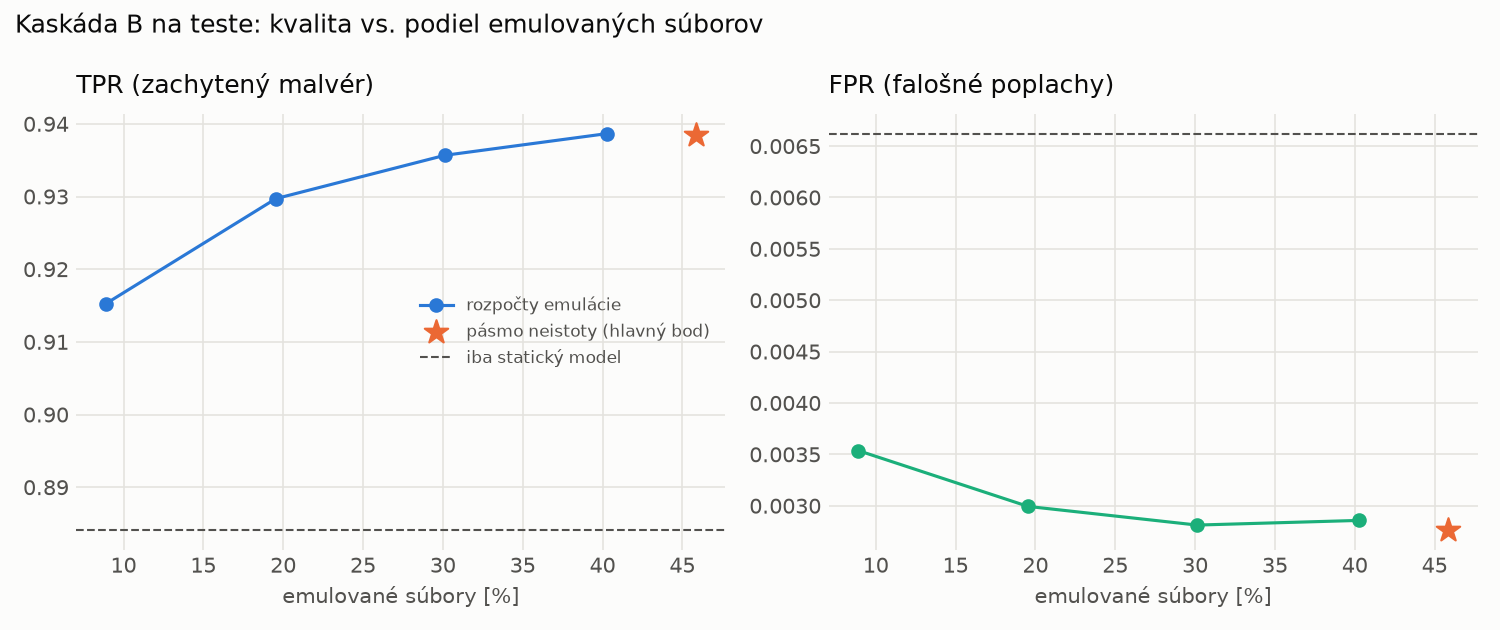 Kaskáda B na teste: kvalita vs. podiel emulovaných súborov
TPR (zachytený malvér)
0.94
0.93
0.92
0.91
0.90
0.89
rozpočty emulácie
pásmo neistoty (hlavný bod)
iba statický model
10 15 20 25 30 35 40 45
emulované súbory [%]
FPR (falošné poplachy)
0.0065
0.0060
0.0055
0.0050
0.0045
0.0040
0.0035
0.0030
10 15 20 25 30 35 40 45
emulované súbory [%]